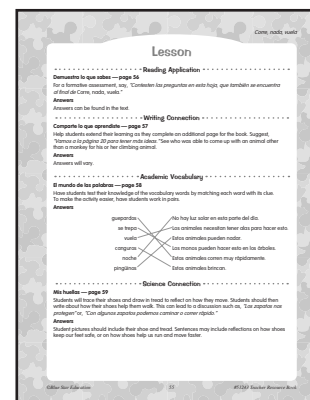 Corre, nada, vuela
Lesson
Reading Application
Demuestra lo que sabes — page 56
For a formative assessment, say, "Contesten las preguntas en esta hoja, que también se encuentra
al final de Corre, nada, vuela."
Answers
Answers can be found in the text.
Writing Connection
Comparte lo que aprendiste — page 57
Help students extend their learning as they complete an additional page for the book. Suggest,
"Vamos a la página 20 para tener más ideas." See who was able to come up with an animal other
than a monkey for his or her climbing animal.
Answers
Answers will vary.
Academic Vocabulary
El mundo de las palabras — page 58
Have students test their knowledge of the vocabulary words by matching each word with its clue.
To make the activity easier, have students work in pairs.
Answers
guepardos
No hay luz solar en esta parte del día.
se trepa
Los animales necesitan tener alas para hacer esto.
vuela
Estos animales pueden nadar.
canguros
Los monos pueden hacer esto en los árboles.
noche
Estos animales corren muy rápidamente.
pingüinos
Estos animales brincan.
Science Connection
Mis huellas — page 59
Students will trace their shoes and draw in tread to reflect on how they move. Students should then
write about how their shoes help them walk. This can lead to a discussion such as, "Los zapatos nos
protegen" or, "Con algunos zapatos podemos caminar o correr rápido."
Answers
Student pictures should include their shoe and tread. Sentences may include reflections on how shoes
keep our feet safe, or on how shoes help us run and move faster.
©Blue Star Education
55
#51247 Teacher Resource Book